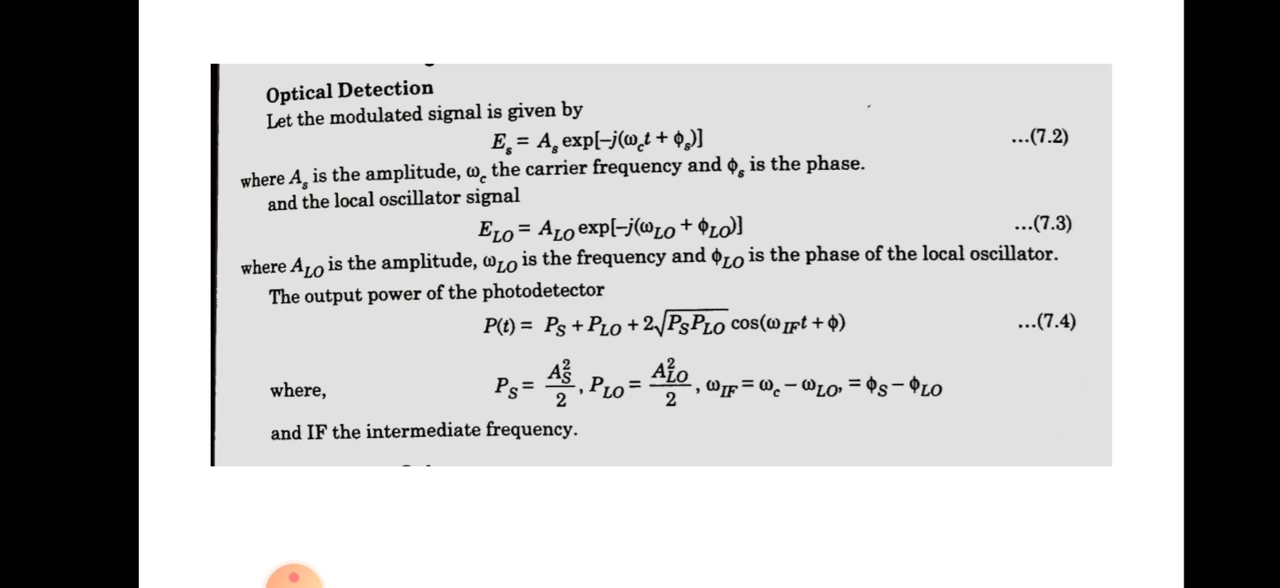 Optical Detection
Let the modulated signal is given by
E_s = A_s exp[–j(ω_c t + ϕ_s)] ...(7.2)
where A_s is the amplitude, ω_c the carrier frequency and ϕ_s is the phase.
and the local oscillator signal
E_LO = A_LO exp[–j(ω_LO + ϕ_LO)] ...(7.3)
where A_LO is the amplitude, ω_LO is the frequency and ϕ_LO is the phase of the local oscillator.
The output power of the photodetector
P(t) = P_S + P_LO + 2√(P_S P_LO) cos(ω_IF t + ϕ) ...(7.4)
where, P_S = A_S^2/2, P_LO = A_LO^2/2, ω_IF = ω_c – ω_LO, = ϕ_S – ϕ_LO
and IF the intermediate frequency.